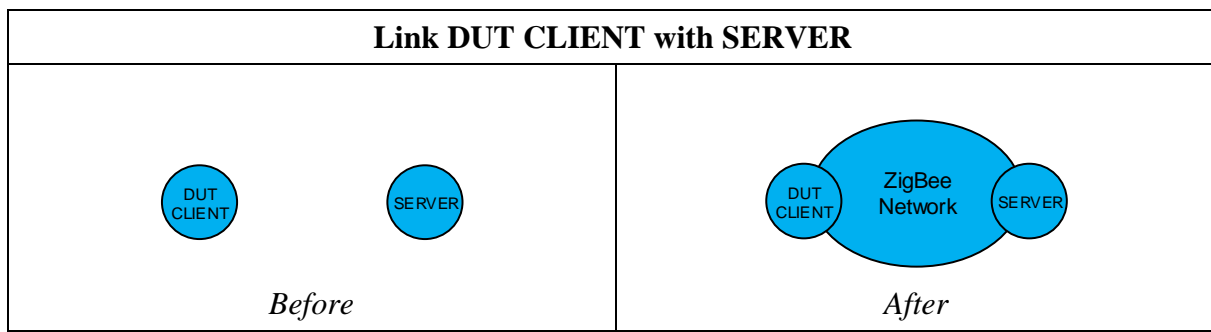 Link DUT CLIENT with SERVER
DUT
CLIENT
SERVER
Before
DUT
CLIENT
ZigBee
Network
SERVER
After